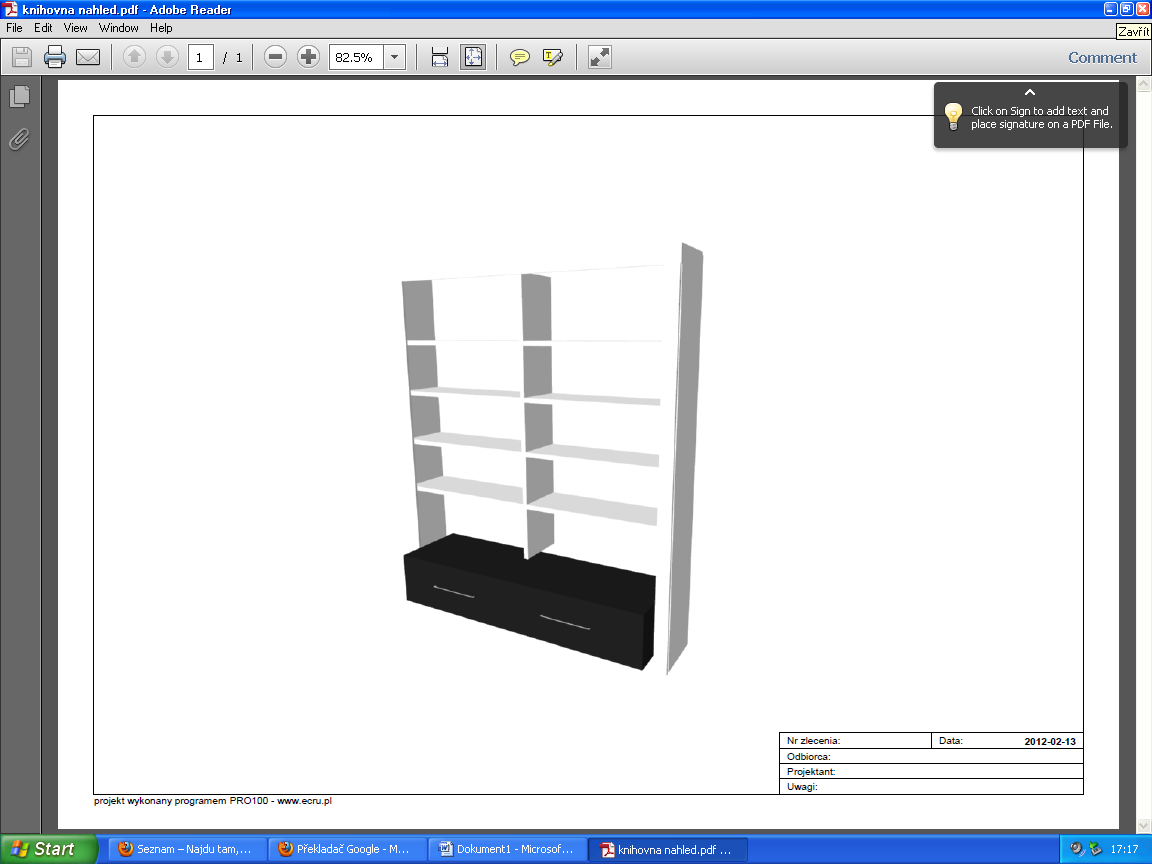 knihovna nahled.pdf - Adobe Reader
File Edit View Window Help
Zavřít
1 / 1 82.5% Comment
Click on Sign to add text and
place signature on a PDF File.
Nr zlecenia: Data: 2012-02-13
Odbiorca:
Projektant:
Uwagi:
projekt wykonany programem PRO100 - www.ecru.pl
Start Seznam – Najdu tam,... Překladač Google - M... Dokument1 - Microsof... knihovna nahled.pdf ... 17:17